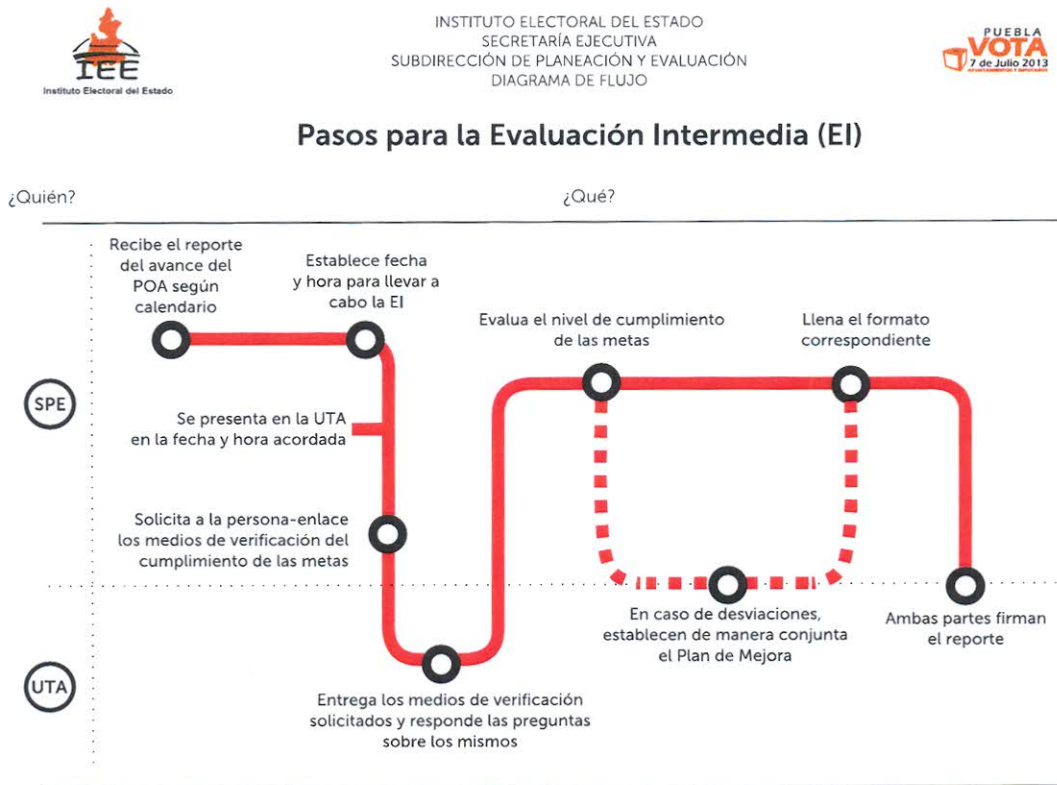 IEE
Instituto Electoral del Estado
INSTITUTO ELECTORAL DEL ESTADO
SECRETARÍA EJECUTIVA
SUBDIRECCIÓN DE PLANEACIÓN Y EVALUACIÓN
DIAGRAMA DE FLUJO
PUEBLA
VOTA
7 de Julio 2013
AYUNTAMIENTOS Y DIPUTADOS
Pasos para la Evaluación Intermedia (EI)
¿Quién?
¿Qué?
Recibe el reporte
del avance del
POA según
calendario
Establece fecha
y hora para llevar a
cabo la EI
Evalua el nivel de cumplimiento
de las metas
Llena el formato
correspondiente
SPE
Se presenta en la UTA
en la fecha y hora acordada
Solicita a la persona-enlace
los medios de verificación del
cumplimiento de las metas
En caso de desviaciones,
establecen de manera conjunta
el Plan de Mejora
Ambas partes firman
el reporte
UTA
Entrega los medios de verificación
solicitados y responde las preguntas
sobre los mismos